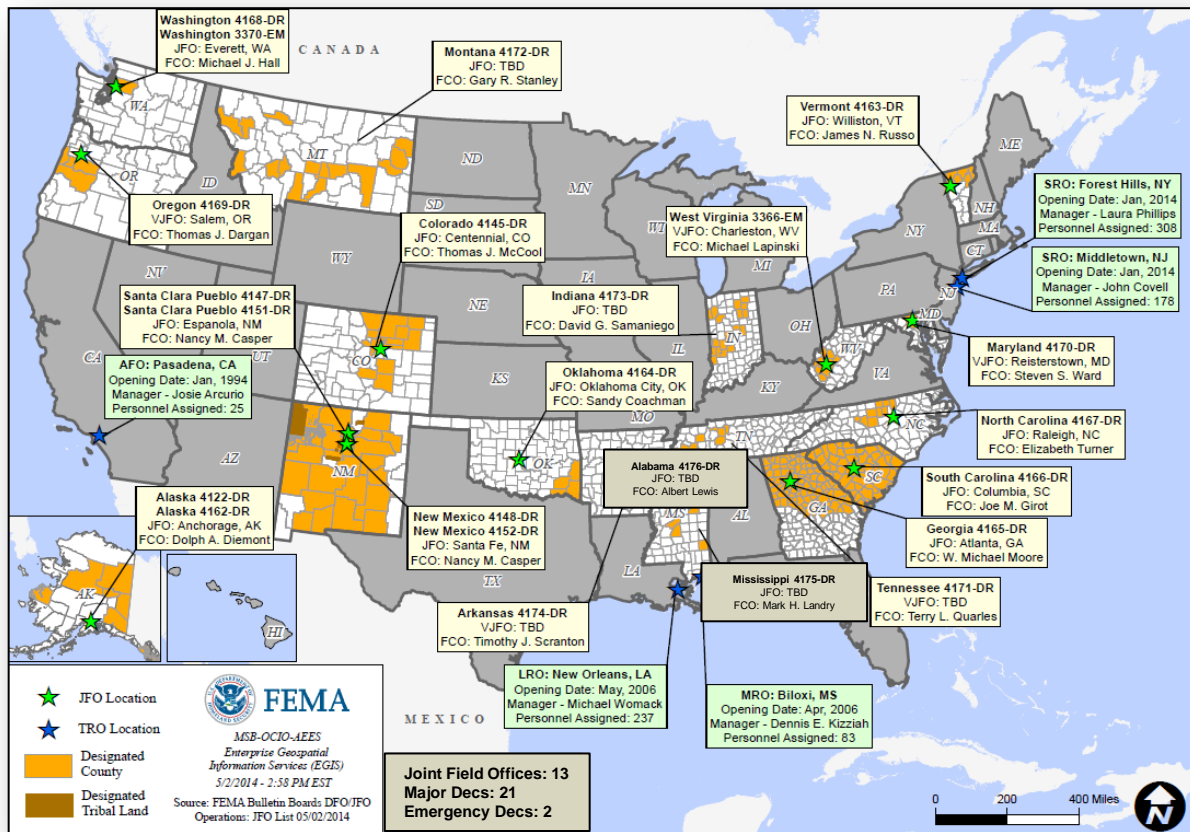 Washington 4168-DR
Washington 3370-EM
JFO: Everett, WA
FCO: Michael J. Hall
CANADA
Montana 4172-DR
JFO: TBD
FCO: Gary R. Stanley
Vermont 4163-DR
JFO: Williston, VT
FCO: James N. Russo
SRO: Forest Hills, NY
Opening Date: Jan, 2014
Manager - Laura Phillips
Personnel Assigned: 308
SRO: Middletown, NJ
Opening Date: Jan, 2014
Manager - John Covell
Personnel Assigned: 178
Oregon 4169-DR
VJFO: Salem, OR
FCO: Thomas J. Dargan
Colorado 4145-DR
JFO: Centennial, CO
FCO: Thomas J. McCool
West Virginia 3366-EM
VJFO: Charleston, WV
FCO: Michael Lapinski
Santa Clara Pueblo 4147-DR
Santa Clara Pueblo 4151-DR
JFO: Espanola, NM
FCO: Nancy M. Casper
Indiana 4173-DR
JFO: TBD
FCO: David G. Samaniego
Maryland 4170-DR
VJFO: Reisterstown, MD
FCO: Steven S. Ward
AFO: Pasadena, CA
Opening Date: Jan, 1994
Manager - Josie Arcurio
Personnel Assigned: 25
Oklahoma 4164-DR
JFO: Oklahoma City, OK
FCO: Sandy Coachman
North Carolina 4167-DR
JFO: Raleigh, NC
FCO: Elizabeth Turner
Alabama 4176-DR
JFO: TBD
FCO: Albert Lewis
South Carolina 4166-DR
JFO: Columbia, SC
FCO: Joe M. Girot
Alaska 4122-DR
Alaska 4162-DR
JFO: Anchorage, AK
FCO: Dolph A. Diemont
New Mexico 4148-DR
New Mexico 4152-DR
JFO: Santa Fe, NM
FCO: Nancy M. Casper
Georgia 4165-DR
JFO: Atlanta, GA
FCO: W. Michael Moore
Mississippi 4175-DR
JFO: TBD
FCO: Mark H. Landry
Tennessee 4171-DR
VJFO: TBD
FCO: Terry L. Quarles
Arkansas 4174-DR
VJFO: TBD
FCO: Timothy J. Scranton
LRO: New Orleans, LA
Opening Date: May, 2006
Manager - Michael Womack
Personnel Assigned: 237
MRO: Biloxi, MS
Opening Date: Apr, 2006
Manager - Dennis E. Kizziah
Personnel Assigned: 83
WA
MT
ND
MN
ME
OR
ID
SD
WI
NH
NY
MA
CT
WY
MI
IA
PA
NJ
NV
NE
OH
MD
IN
IL
WV
CA
UT
CO
VA
KS
KY
MO
NC
TN
AZ
NM
OK
SC
MS
AL
GA
TX
LA
AK
HI
MEXICO
JFO Location
TRO Location
Designated
County
Designated
Tribal Land
FEMA
MSB-OCIO-AEES
Enterprise Geospatial
Information Services (EGIS)
5/2/2014 - 2:58 PM EST
Source: FEMA Bulletin Boards DFO/JFO
Operations: JFO List 05/02/2014
Joint Field Offices: 13
Major Decs: 21
Emergency Decs: 2
0 200 400 Miles
N